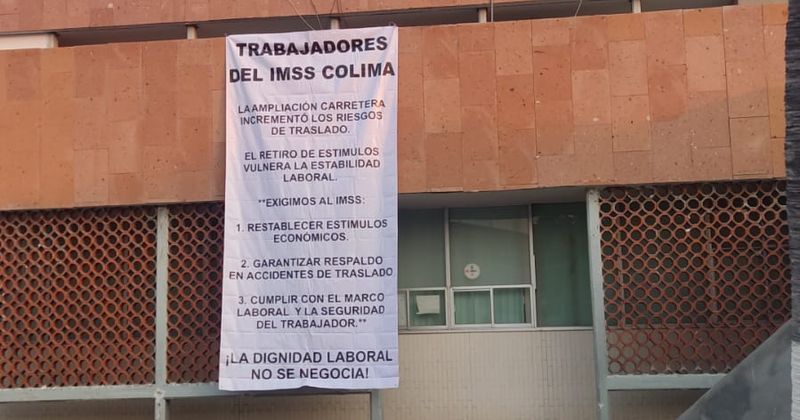 TRABAJADORES
DEL IMSS COLIMA
LA AMPLIACIÓN CARRETERA
INCREMENTÓ LOS RIESGOS
DE TRASLADO.
EL RETIRO DE ESTIMULOS
VULNERA LA ESTABILIDAD
LABORAL.
**EXIGIMOS AL IMSS:
1. RESTABLECER ESTIMULOS
ECONÓMICOS.
2. GARANTIZAR RESPALDO
EN ACCIDENTES DE TRASLADO
3. CUMPLIR CON EL MARCO
LABORAL Y LA SEGURIDAD
DEL TRABAJADOR.**
¡LA DIGNIDAD LABORAL
NO SE NEGOCIA!